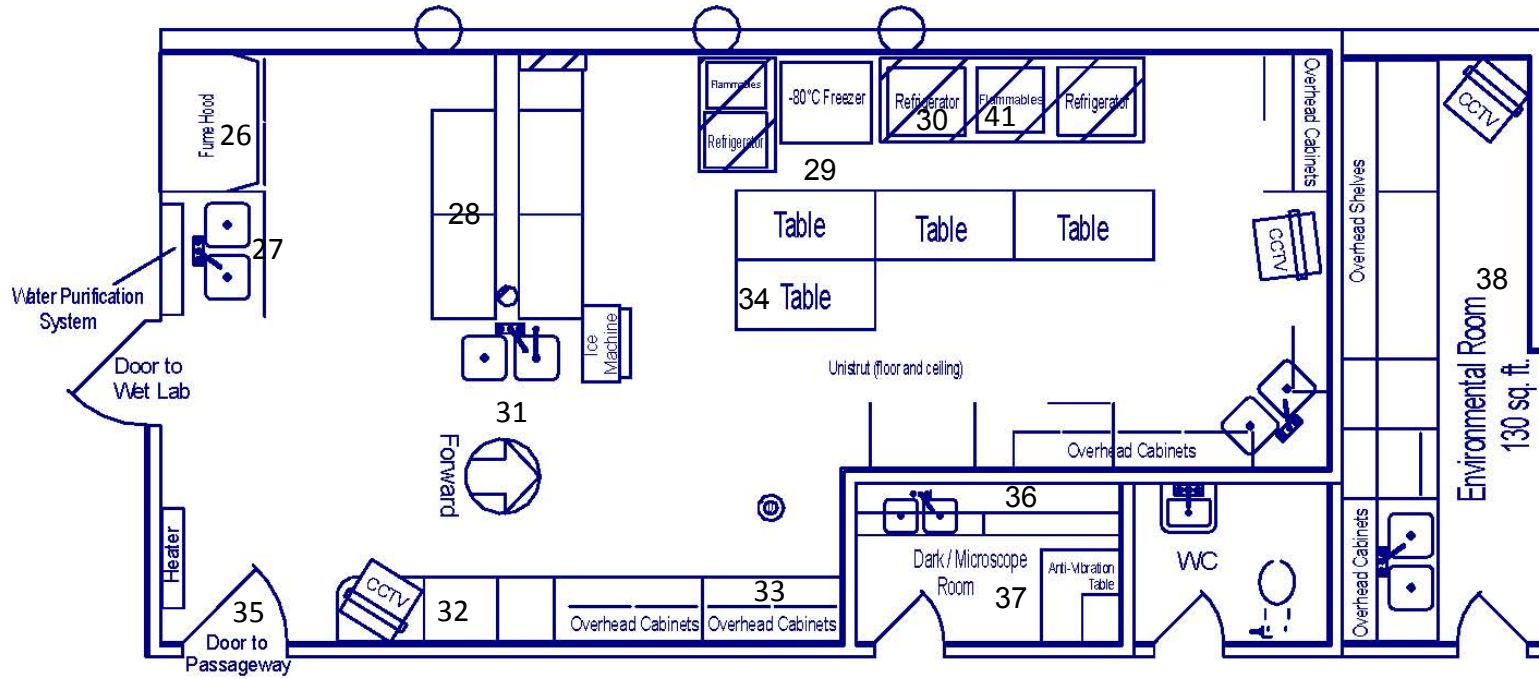 Fume Hood
26
27
Water Purification
System
Door to
Wet Lab
28
Ice
Machine
31
Forward
Heater
35
Door to
Passageway
CCTV
32
33
Overhead Cabinets
Overhead Cabinets
Flammables
Refrigerator
-80°C Freezer
29
Refrigerator
30
Flammables
41
Refrigerator
Table
Table
Table
34
Table
Unistrut (floor and ceiling)
Overhead Cabinets
CCTV
Overhead Cabinets
36
Dark / Microscope
Room
37
Anti-Vibration
Table
WC
CCTV
Overhead Shelves
38
Environmental Room
130 sq. ft.
Overhead Cabinets